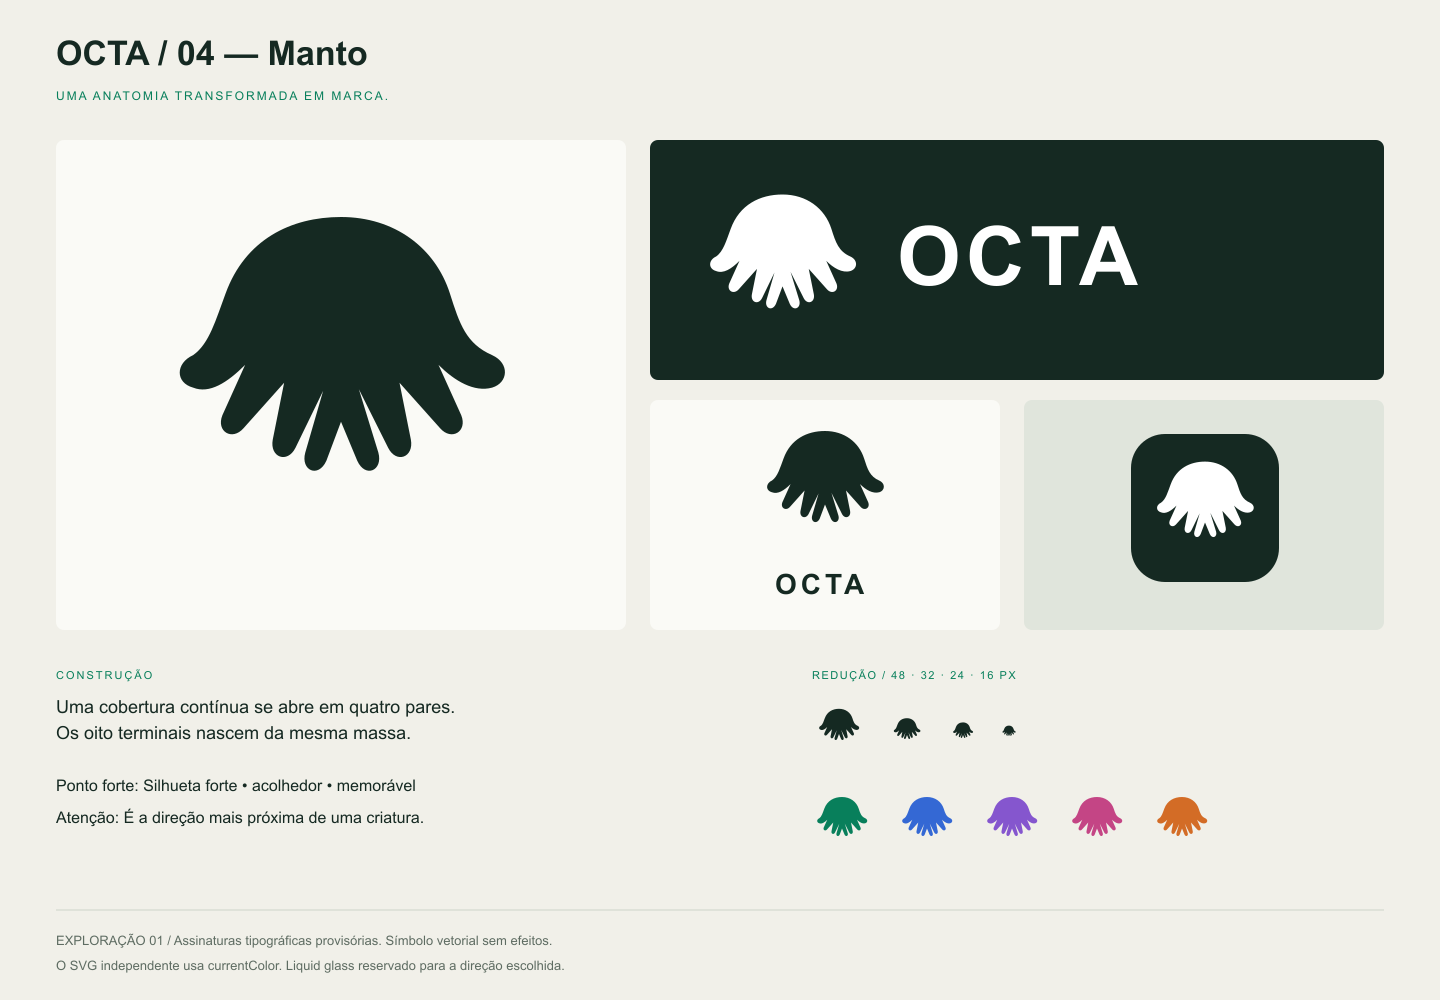 OCTA / 04 — Manto
UMA ANATOMIA TRANSFORMADA EM MARCA.
OCTA
OCTA
CONSTRUÇÃO
Uma cobertura contínua se abre em quatro pares.
Os oito terminais nascem da mesma massa.
Ponto forte: Silhueta forte • acolhedor • memorável
Atenção: É a direção mais próxima de uma criatura.
REDUÇÃO / 48 · 32 · 24 · 16 PX
EXPLORAÇÃO 01 / Assinaturas tipográficas provisórias. Símbolo vetorial sem efeitos.
O SVG independente usa currentColor. Liquid glass reservado para a direção escolhida.